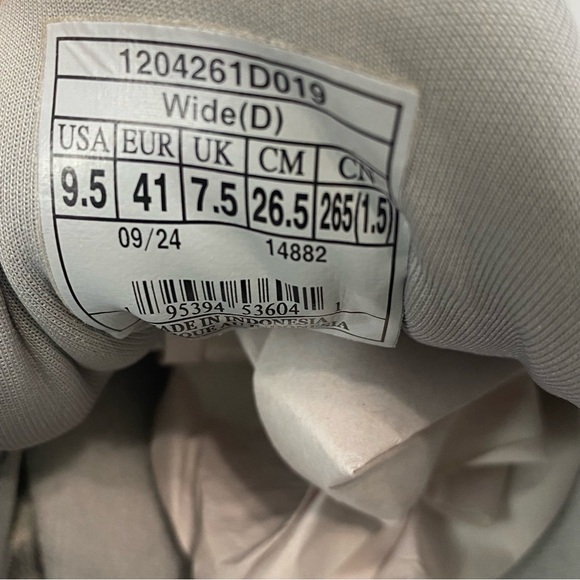 1204261D019
Wide(D)
USA EUR UK CM CN
9.5 41 7.5 26.5 265(1.5)
09/24 14882
1 95394 53604 1
MADE IN INDONESIA